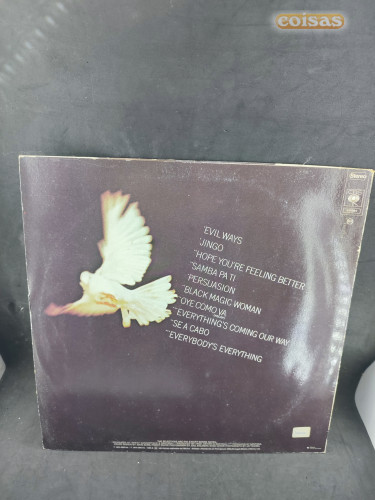 coisas
Stereo
"EVIL WAYS
"JINGO
"HOPE YOU'RE FEELING BETTER
"SAMBA PA TI
"PERSUASION
"BLACK MAGIC WOMAN
"OYE COMO VA
"EVERYTHING'S COMING OUR WAY
"SE A CABO
"EVERYBODY'S EVERYTHING